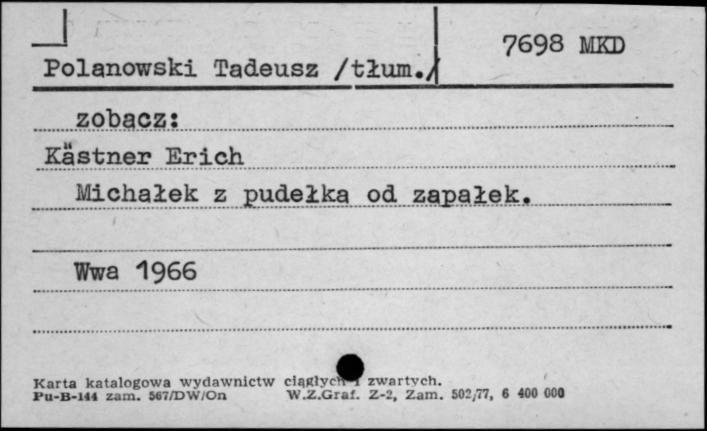 7698 MKD
Polanowski Tadeusz /tłum./
zobacz:
Kästner Erich
Michałek z pudełka od zapałek.
Wwa 1966
Karta katalogowa wydawnictw ciągłych i zwartych.
Pu-B-144 zam. 567/DW/On W.Z.Graf. Z-2, Zam. 502/77, 6 400 000